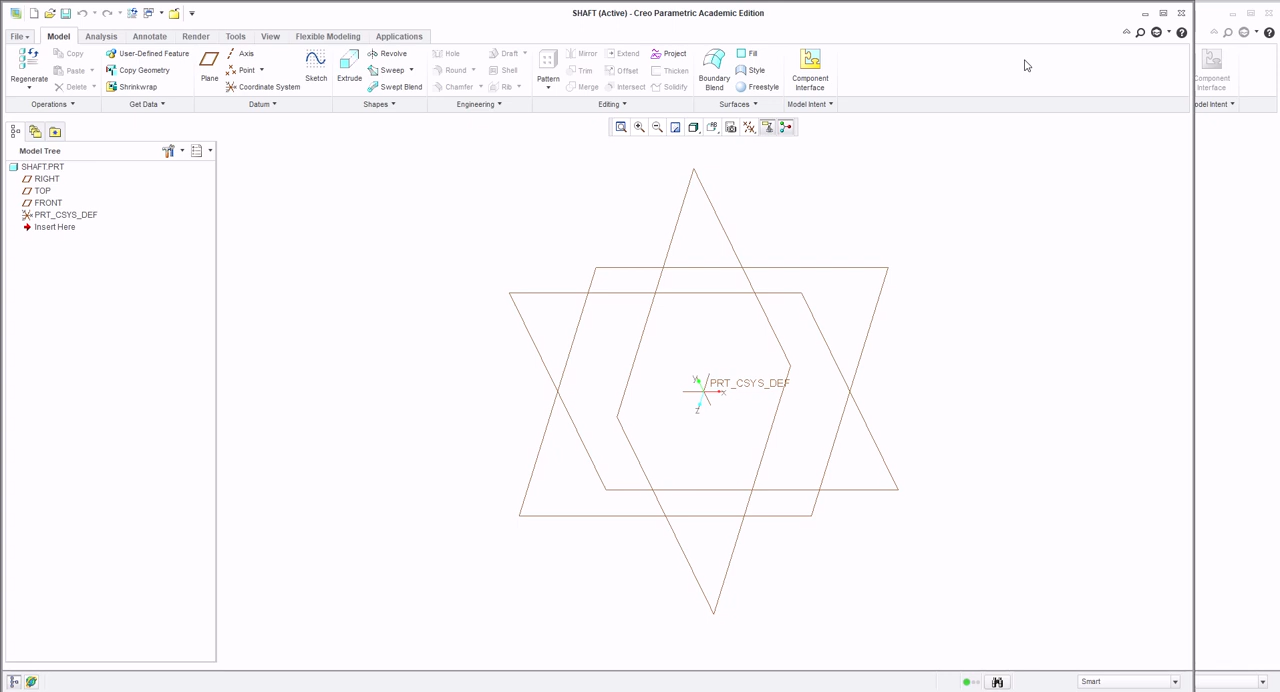 SHAFT (Active) - Creo Parametric Academic Edition
File Model Analysis Annotate Render Tools View Flexible Modeling Applications
Regenerate
Copy
Paste
Delete
Operations
User-Defined Feature
Copy Geometry
Shrinkwrap
Get Data
Plane
Axis
Point
Coordinate System
Datum
Sketch
Extrude
Revolve
Sweep
Swept Blend
Shapes
Hole
Round
Chamfer
Draft
Shell
Rib
Engineering
Pattern
Mirror
Trim
Merge
Extend
Offset
Intersect
Project
Thicken
Solidify
Editing
Boundary
Blend
Fill
Style
Freestyle
Surfaces
Component
Interface
Model Intent
Component
Interface
odel Intent
Model Tree
SHAFT.PRT
RIGHT
TOP
FRONT
PRT_CSYS_DEF
Insert Here
Y
PRT_CSYS_DEF
X
Z
Smart